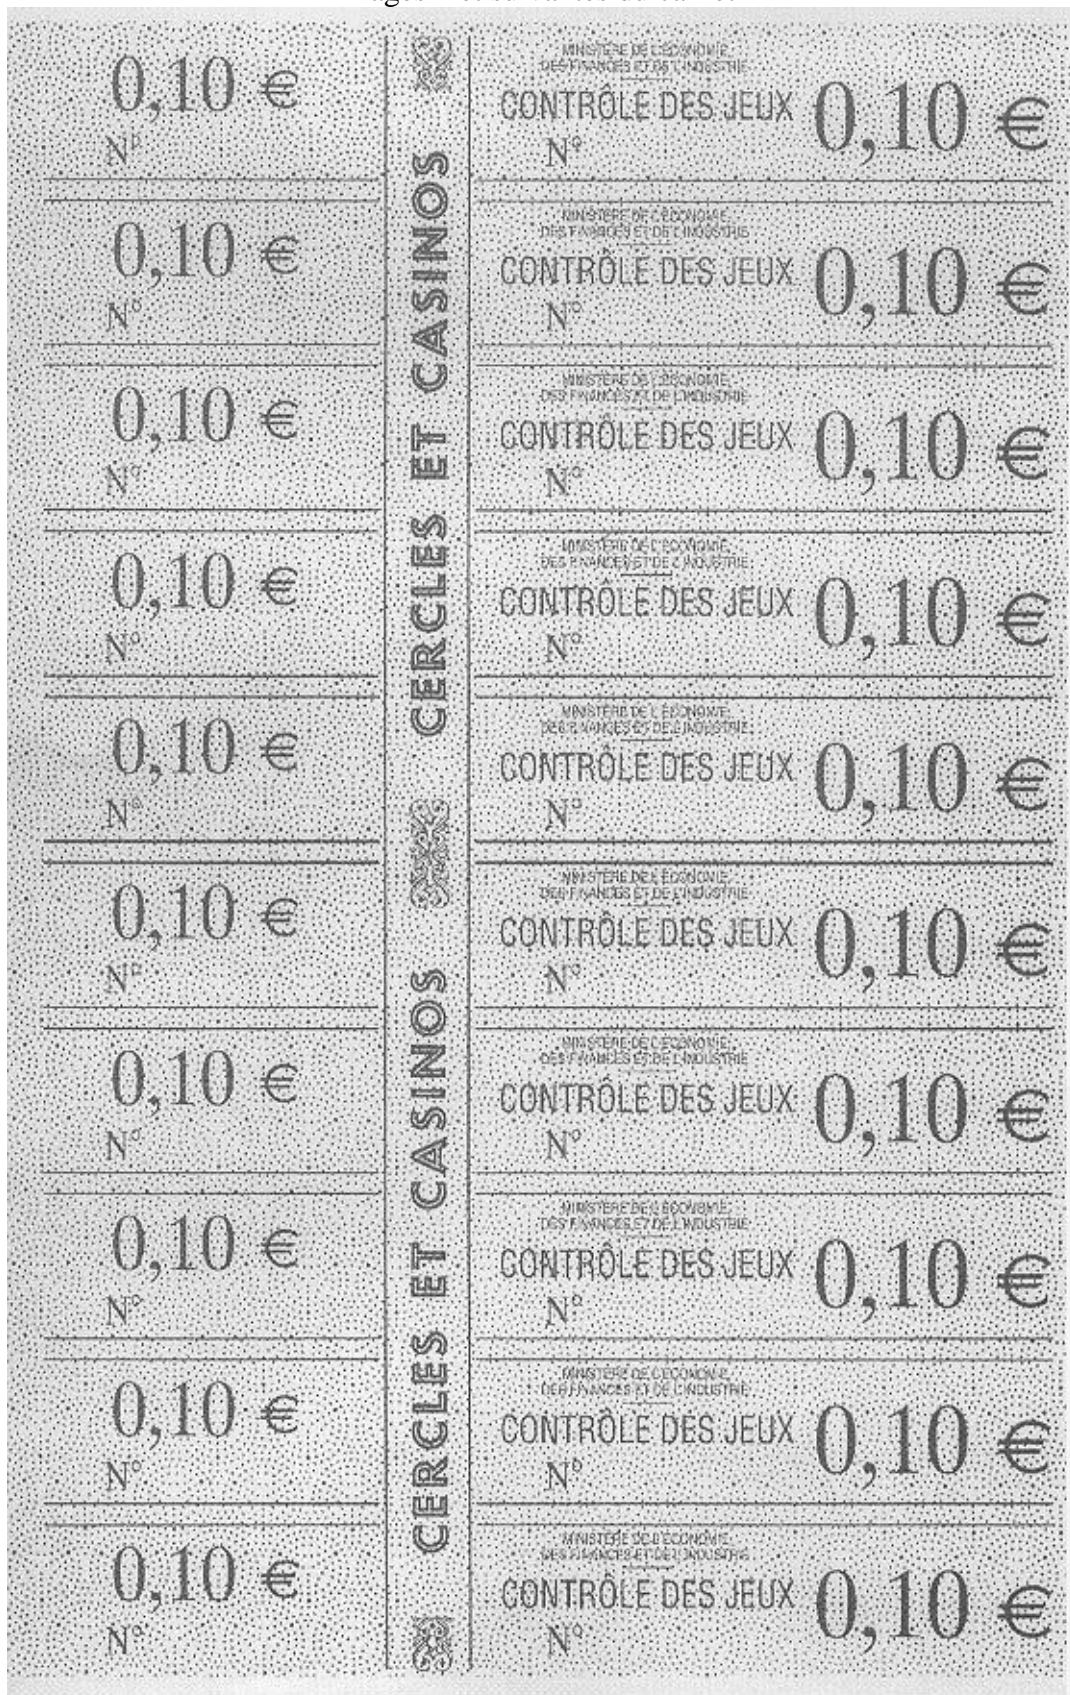 et suivantes du carnet
0,10 €
N°
MINISTÈRE DE L'ÉCONOMIE,
DES FINANCES ET DE L'INDUSTRIE
CONTRÔLE DES JEUX
N°
0,10 €
0,10 €
N°
MINISTÈRE DE L'ÉCONOMIE,
DES FINANCES ET DE L'INDUSTRIE
CONTRÔLE DES JEUX
N°
0,10 €
0,10 €
N°
MINISTÈRE DE L'ÉCONOMIE,
DES FINANCES ET DE L'INDUSTRIE
CONTRÔLE DES JEUX
N°
0,10 €
0,10 €
N°
MINISTÈRE DE L'ÉCONOMIE,
DES FINANCES ET DE L'INDUSTRIE
CONTRÔLE DES JEUX
N°
0,10 €
0,10 €
N°
MINISTÈRE DE L'ÉCONOMIE,
DES FINANCES ET DE L'INDUSTRIE
CONTRÔLE DES JEUX
N°
0,10 €
CERCLES ET CASINOS
0,10 €
N°
MINISTÈRE DE L'ÉCONOMIE,
DES FINANCES ET DE L'INDUSTRIE
CONTRÔLE DES JEUX
N°
0,10 €
0,10 €
N°
MINISTÈRE DE L'ÉCONOMIE,
DES FINANCES ET DE L'INDUSTRIE
CONTRÔLE DES JEUX
N°
0,10 €
0,10 €
N°
MINISTÈRE DE L'ÉCONOMIE,
DES FINANCES ET DE L'INDUSTRIE
CONTRÔLE DES JEUX
N°
0,10 €
0,10 €
N°
MINISTÈRE DE L'ÉCONOMIE,
DES FINANCES ET DE L'INDUSTRIE
CONTRÔLE DES JEUX
N°
0,10 €
0,10 €
N°
MINISTÈRE DE L'ÉCONOMIE,
DES FINANCES ET DE L'INDUSTRIE
CONTRÔLE DES JEUX
N°
0,10 €
CERCLES ET CASINOS